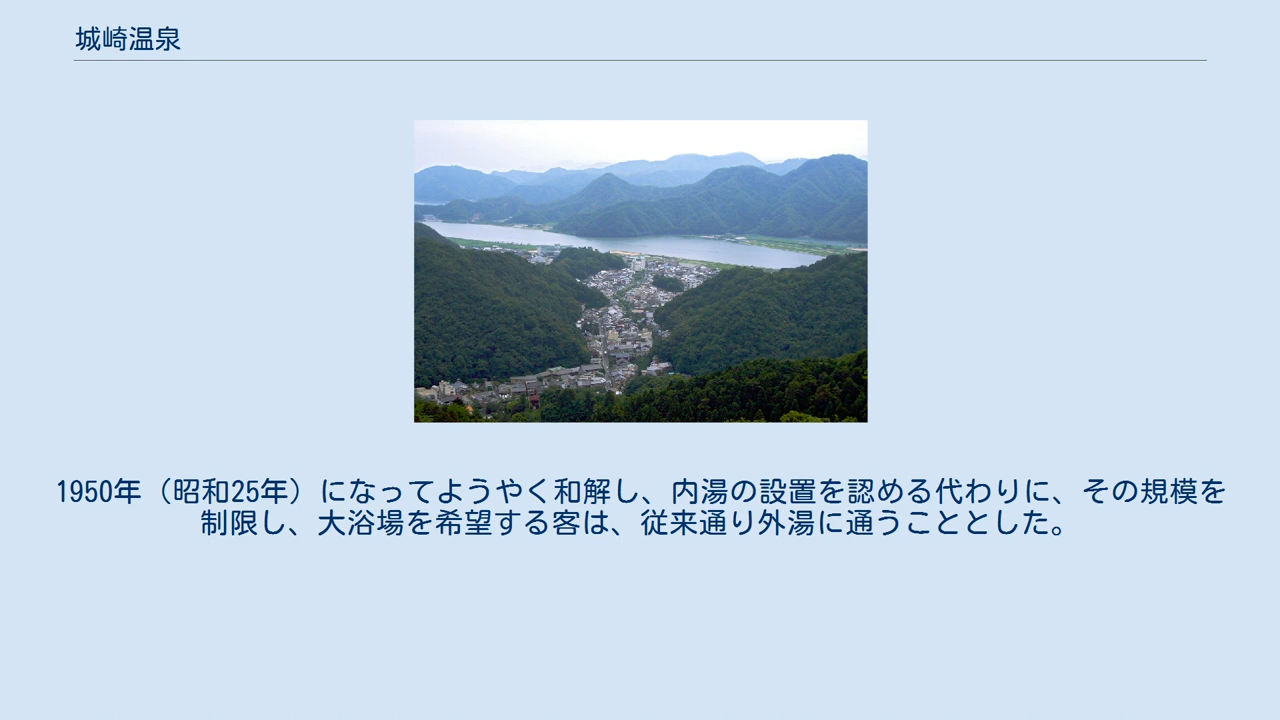 城崎温泉
1950年（昭和25年）になってようやく和解し、内湯の設置を認める代わりに、その規模を
制限し、大浴場を希望する客は、従来通り外湯に通うこととした。